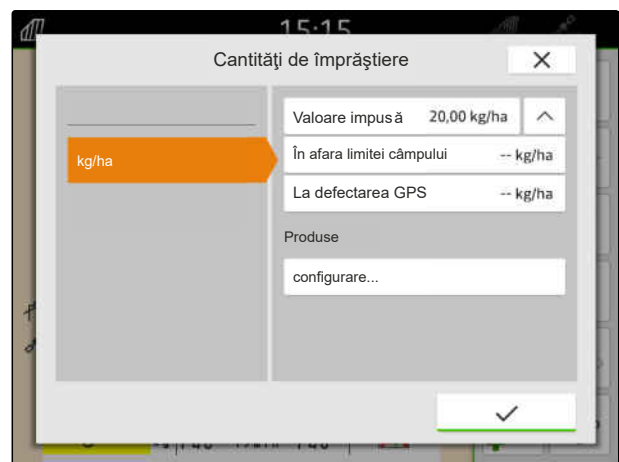 15:15
Cantităţi de împrăştiere
Valoare impusă 20,00 kg/ha
kg/ha
În afara limitei câmpului -- kg/ha
La defectarea GPS -- kg/ha
Produse
configurare...